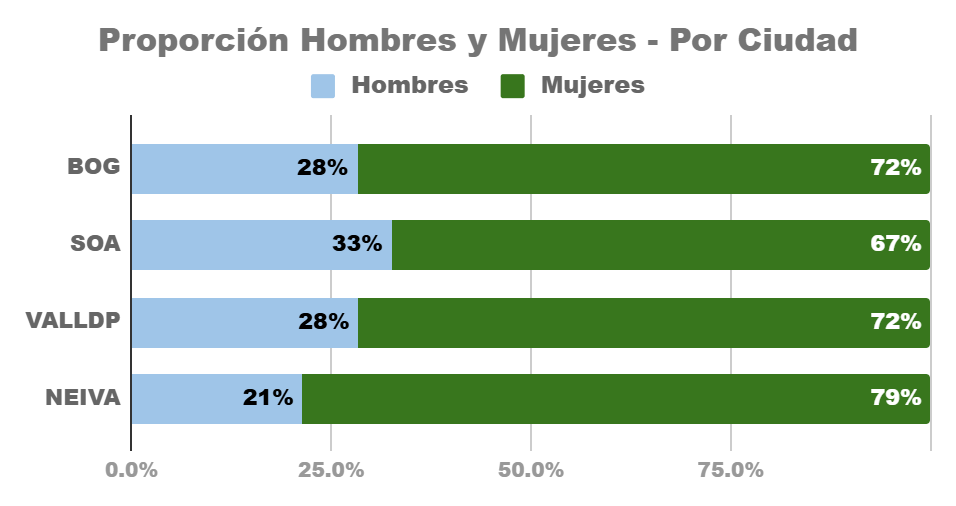 Proporción Hombres y Mujeres - Por Ciudad
Hombres Mujeres
BOG 28% 72%
SOA 33% 67%
VALLDP 28% 72%
NEIVA 21% 79%
0.0% 25.0% 50.0% 75.0%